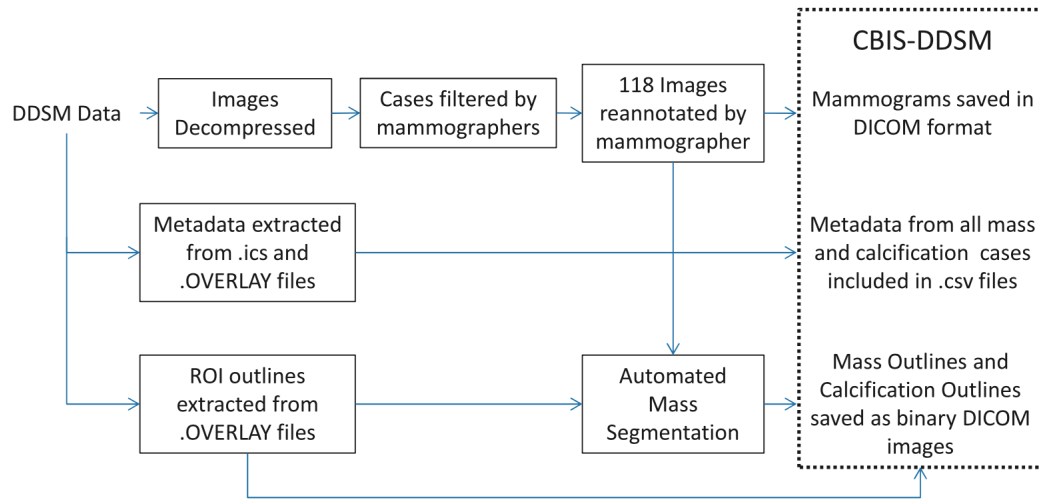 CBIS-DDSM
DDSM Data
Images
Decompressed
Cases filtered by
mammographers
118 Images
reannotated by
mammographer
Mammograms saved in
DICOM format
Metadata extracted
from .ics and
.OVERLAY files
Metadata from all mass
and calcification cases
included in .csv files
ROI outlines
extracted from
.OVERLAY files
Automated
Mass
Segmentation
Mass Outlines and
Calcification Outlines
saved as binary DICOM
images